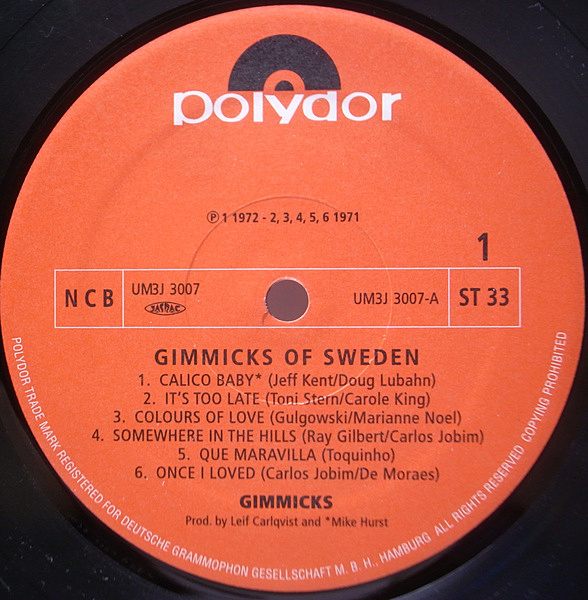 polydor
℗ 1 1972 - 2, 3, 4, 5, 6 1971
1
NCB
UM3J 3007
UM3J 3007-A
ST 33
GIMMICKS OF SWEDEN
1. CALICO BABY* (Jeff Kent/Doug Lubahn)
2. IT'S TOO LATE (Toni Stern/Carole King)
3. COLOURS OF LOVE (Gulgowski/Marianne Noel)
4. SOMEWHERE IN THE HILLS (Ray Gilbert/Carlos Jobim)
5. QUE MARAVILLA (Toquinho)
6. ONCE I LOVED (Carlos Jobim/De Moraes)
GIMMICKS
Prod. by Leif Carlqvist and *Mike Hurst
POLYDOR TRADE MARK REGISTERED FOR DEUTSCHE GRAMMOPHON GESELLSCHAFT M. B. H., HAMBURG ALL RIGHTS RESERVED COPYING PROHIBITED